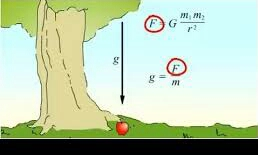 F = G m₁ m₂ / r²
g
g = F / m